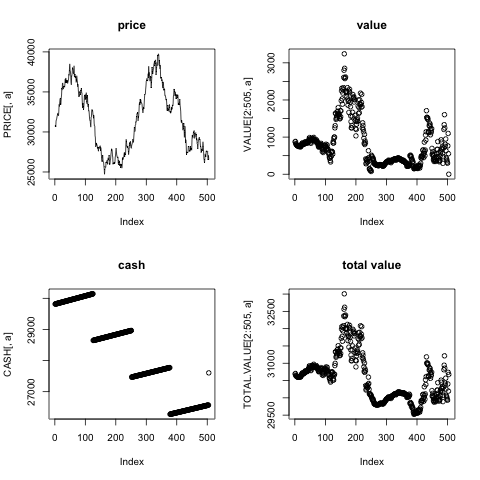 price
PRICE[, a]
25000 30000 35000 40000
0 100 200 300 400 500
Index
value
VALUE[2:505, a]
0 1000 2000 3000
0 100 200 300 400 500
Index
cash
CASH[, a]
27000 29000
0 100 200 300 400 500
Index
total value
TOTAL.VALUE[2:505, a]
29500 31000 32500
0 100 200 300 400 500
Index